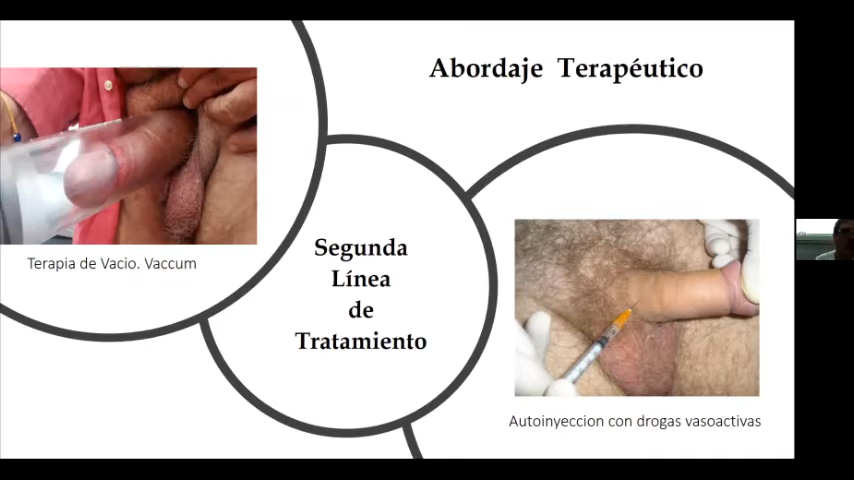 Abordaje Terapéutico
Segunda
Línea
de
Tratamiento
Terapia de Vacio. Vaccum
Autoinyeccion con drogas vasoactivas